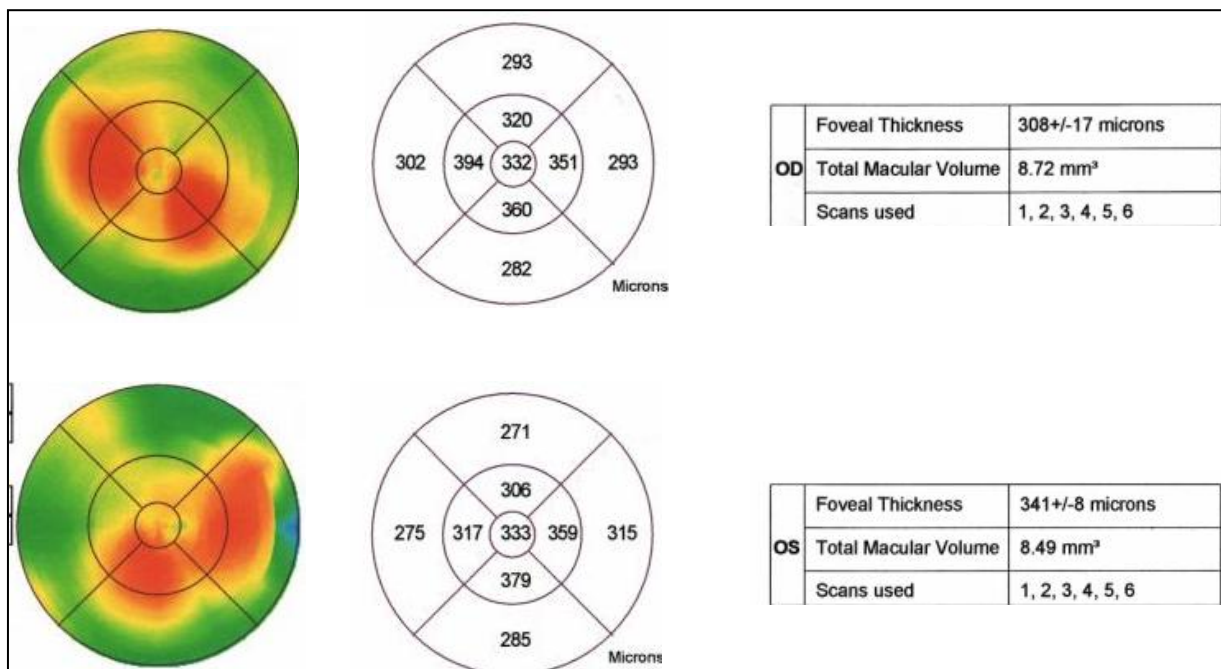 293
320
302 394 332 351 293
360
282
Microns
OD
Foveal Thickness 308+/-17 microns
Total Macular Volume 8.72 mm³
Scans used 1, 2, 3, 4, 5, 6
271
306
275 317 333 359 315
379
285
Microns
OS
Foveal Thickness 341+/-8 microns
Total Macular Volume 8.49 mm³
Scans used 1, 2, 3, 4, 5, 6